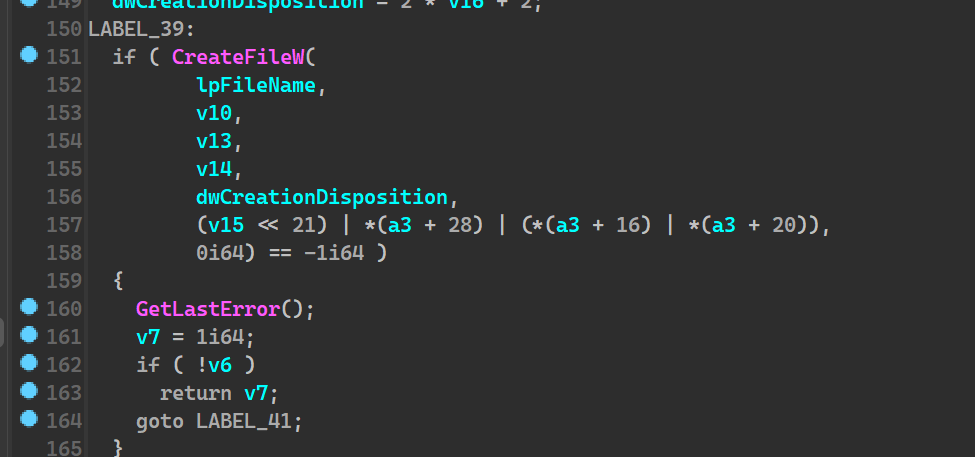 149   dwCreationDisposition = 2 * v16 + 2;
150 LABEL_39:
151   if ( CreateFileW(
152          lpFileName,
153          v10,
154          v13,
155          v14,
156          dwCreationDisposition,
157          (v15 << 21) | *(a3 + 28) | (*(a3 + 16) | *(a3 + 20)),
158          0i64) == -1i64 )
159   {
160     GetLastError();
161     v7 = 1i64;
162     if ( !v6 )
163       return v7;
164     goto LABEL_41;
165   }